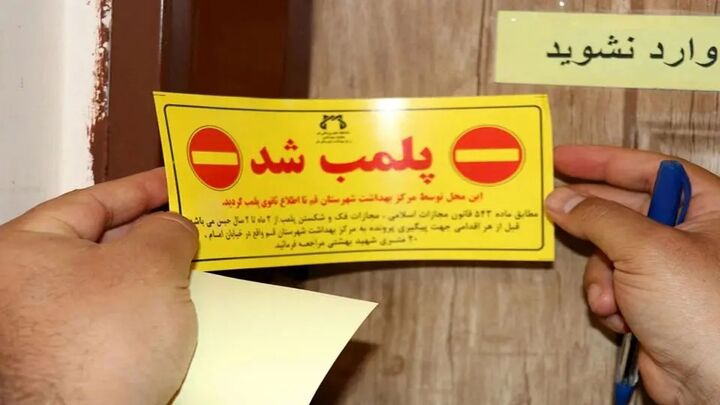 وارد نشوید
پلمب شد
این محل توسط مرکز بهداشت شهرستان قم تا اطلاع ثانوی پلمب گردید.
مطابق ماده ۵۴۳ قانون مجازات اسلامی ، مجازات فک و شکستن پلمب از ۳ ماه تا ۲ سال حبس می باشد
قبل از هر اقدامی جهت پیگیری پرونده به مرکز بهداشت شهرستان قم واقع در خیابان امام ،
۲۰ متری شهید بهشتی مراجعه فرمائید